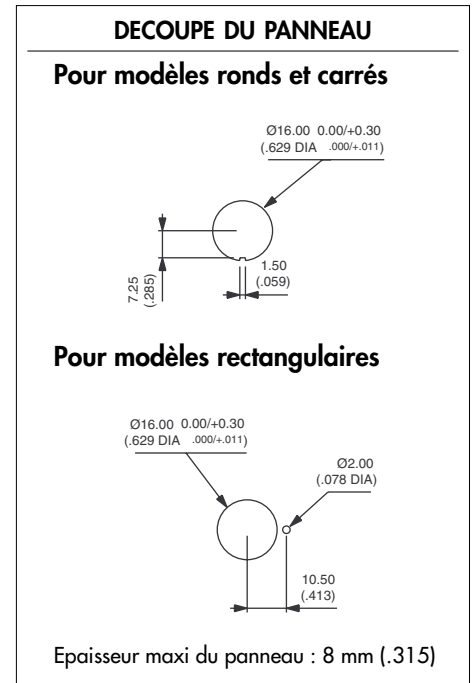 DECOUPE DU PANNEAU
Pour modèles ronds et carrés
Ø16.00 0.00/+0.30
(.629 DIA .000/+.011)
7.25
(.285)
1.50
(.059)
Pour modèles rectangulaires
Ø16.00 0.00/+0.30
(.629 DIA .000/+.011)
Ø2.00
(.078 DIA)
10.50
(.413)
Epaisseur maxi du panneau : 8 mm (.315)